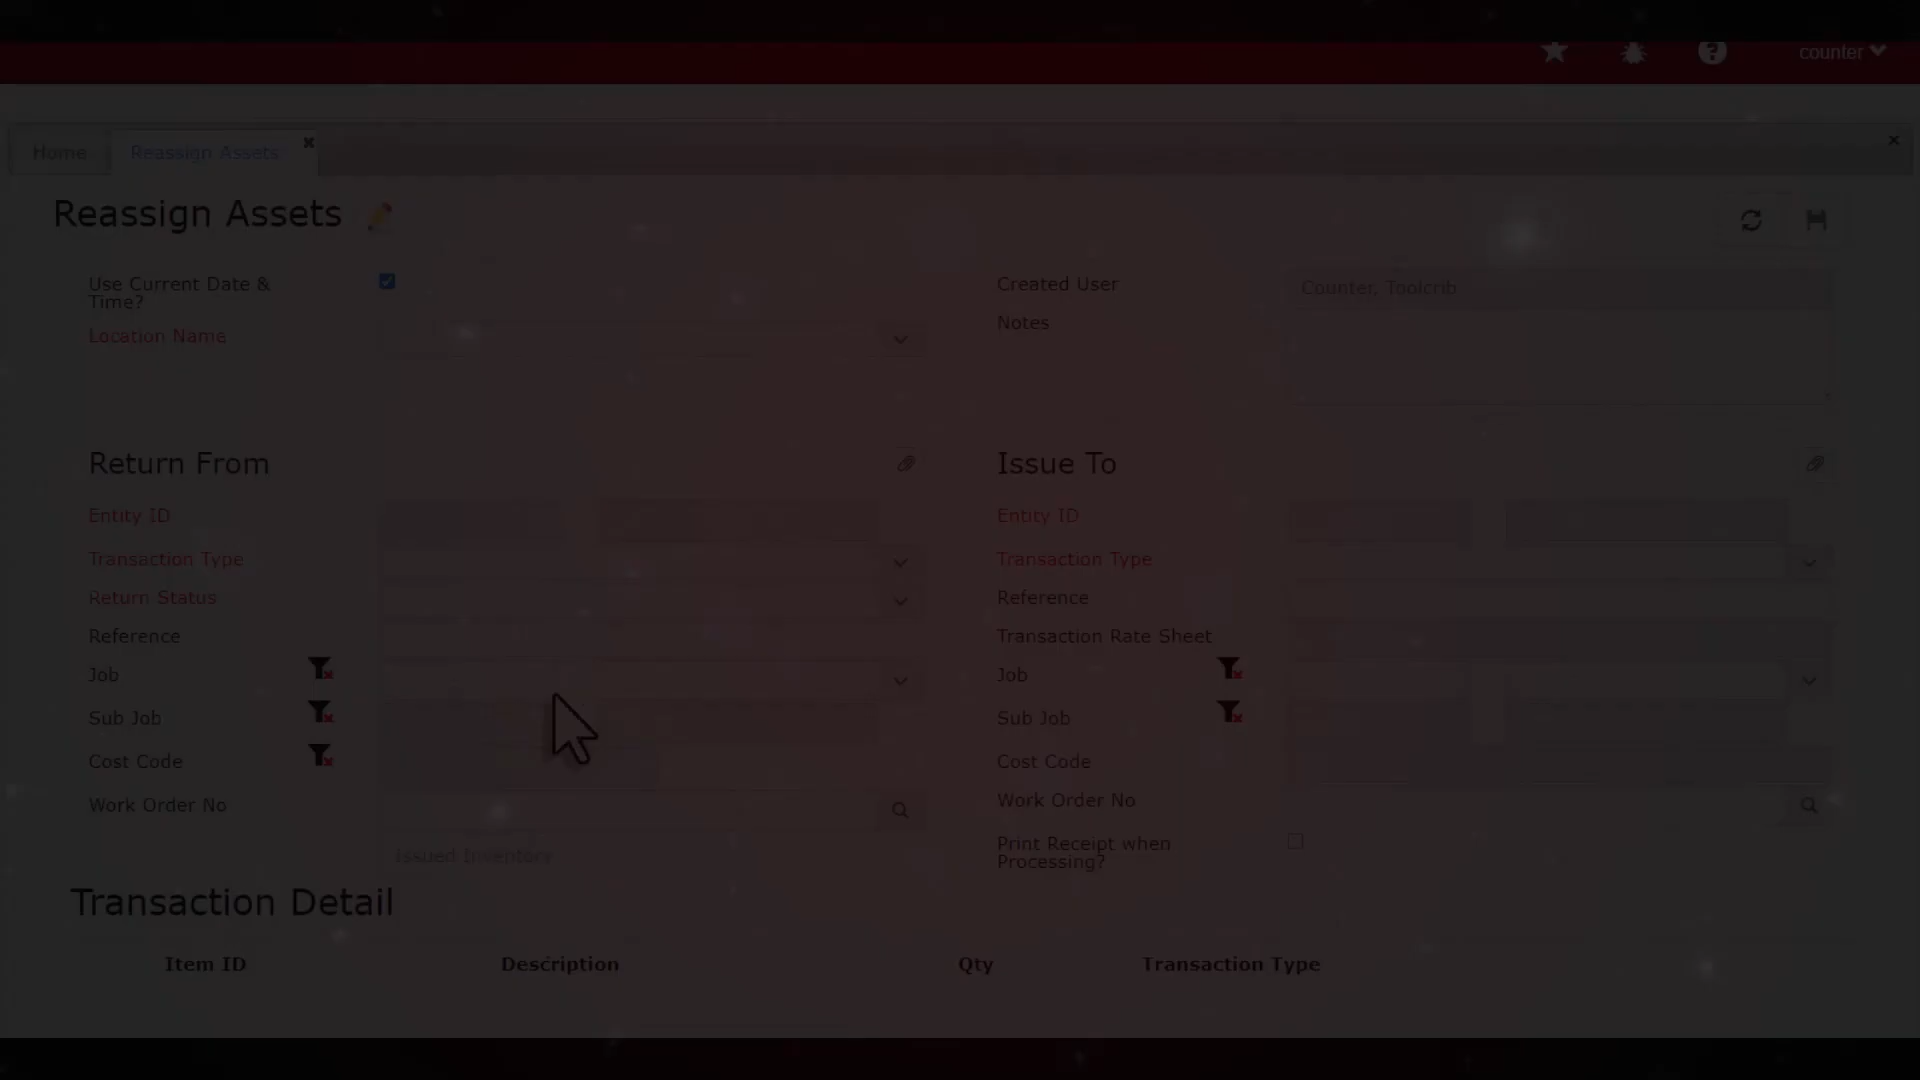 counter
Home
Reassign Assets
Reassign Assets
Use Current Date &
Time?
Created User
Counter, Toolcrib
Location Name
Notes
Return From
Issue To
Entity ID
Entity ID
Transaction Type
Transaction Type
Return Status
Reference
Reference
Transaction Rate Sheet
Job
Job
Sub Job
Sub Job
Cost Code
Cost Code
Work Order No
Work Order No
Issued Inventory
Print Receipt when
Processing?
Transaction Detail
Item ID
Description
Qty
Transaction Type